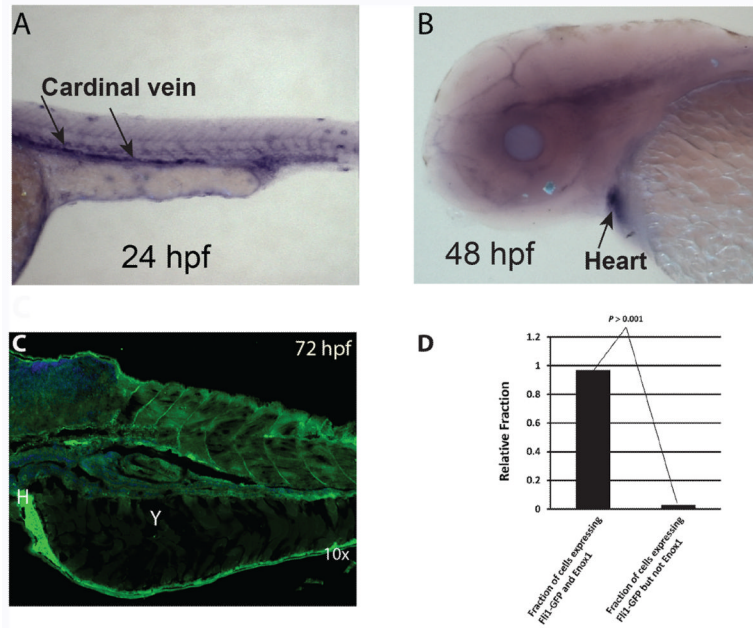 A
Cardinal vein
24 hpf
B
48 hpf
Heart
C
C
72 hpf
H
Y
10x
D
P > 0.001
Relative Fraction
1.2
1
0.8
0.6
0.4
0.2
0
Fraction of cells expressing
Fli1-GFP and Enox1
Fraction of cells expressing
Fli1-GFP but not Enox1